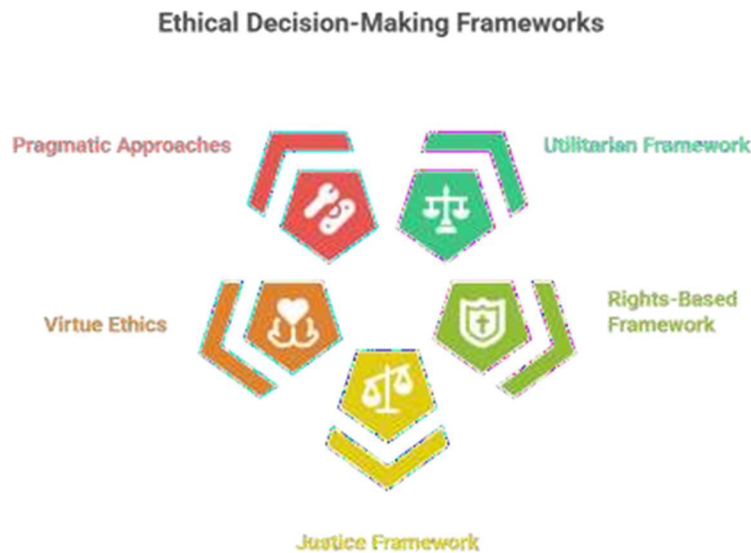 Ethical Decision-Making Frameworks
Pragmatic Approaches
Utilitarian Framework
Virtue Ethics
Rights-Based
Framework
Justice Framework